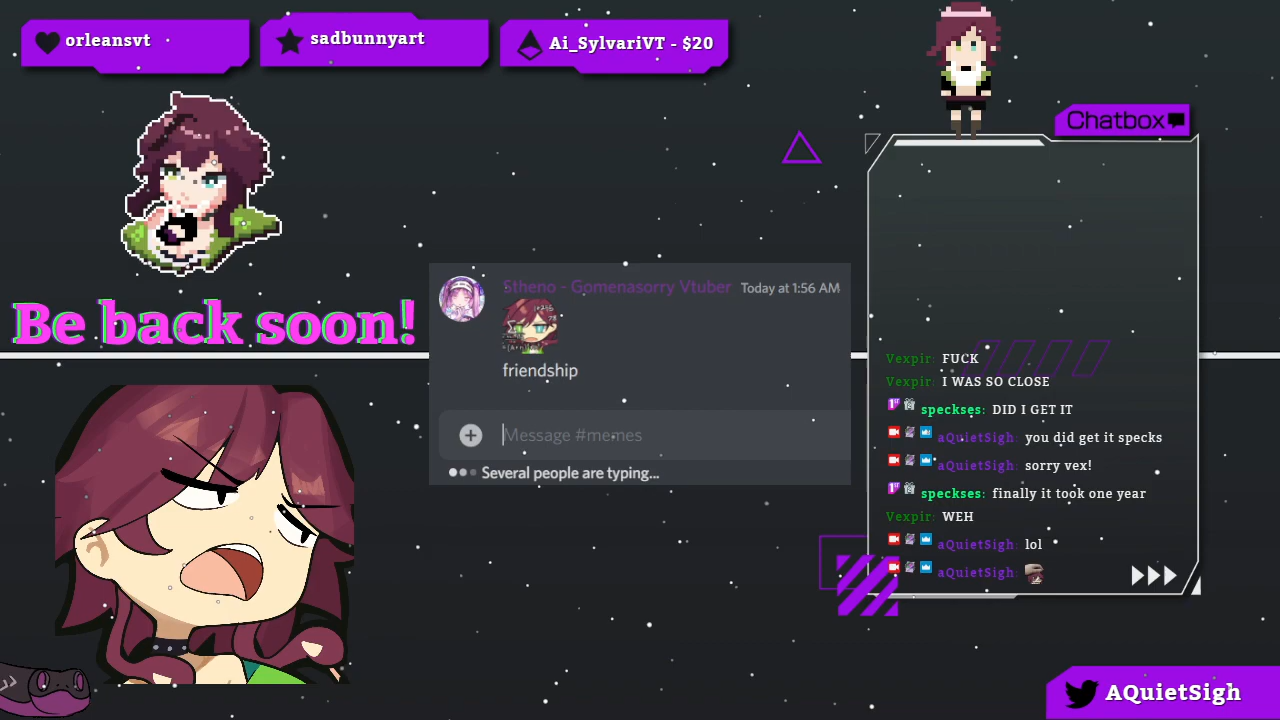 orleansvt
sadbunnyart
Ai_SylvariVT - $20
Chatbox
Be back soon!
Stheno - Gomenasorry Vtuber Today at 1:56 AM
friendship
Message #memes
Several people are typing...
Vexpir: FUCK
Vexpir: I WAS SO CLOSE
speckses: DID I GET IT
aQuietSigh: you did get it specks
aQuietSigh: sorry vex!
speckses: finally it took one year
Vexpir: WEH
aQuietSigh: lol
aQuietSigh:
AQuietSigh